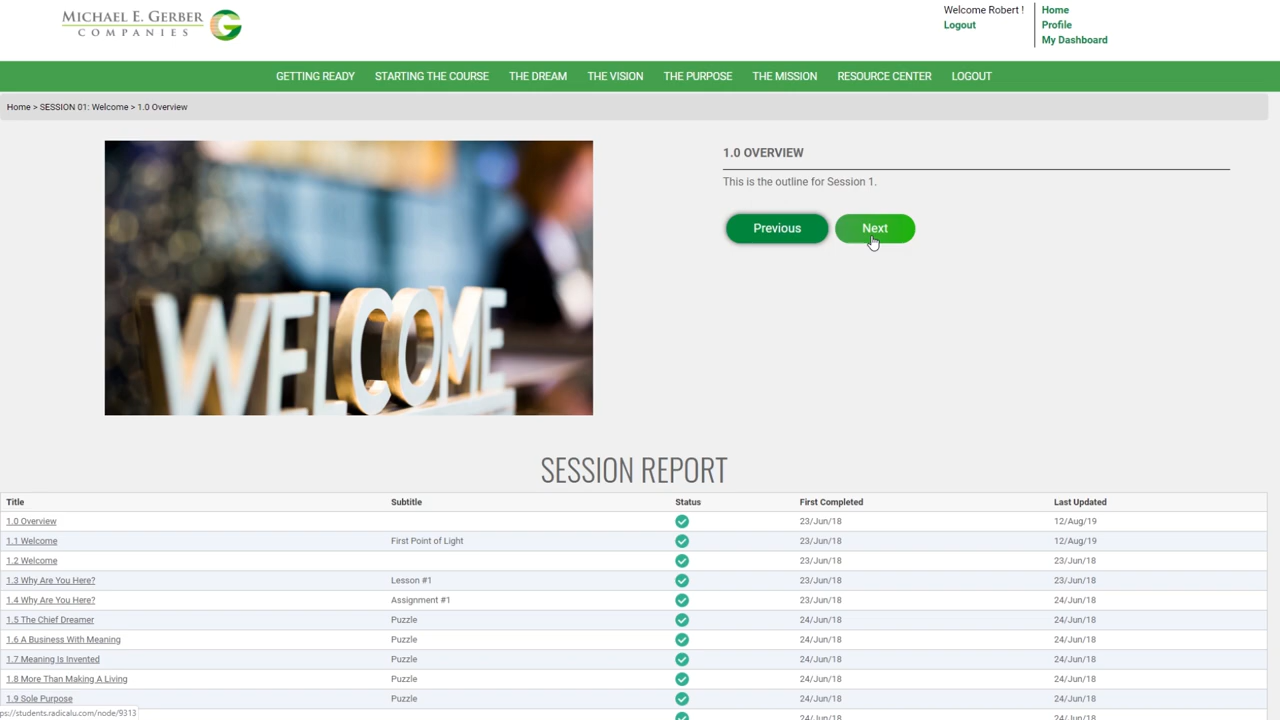 MICHAEL E. GERBER
COMPANIES
G
Welcome Robert !
Logout
Home
Profile
My Dashboard
GETTING READY STARTING THE COURSE THE DREAM THE VISION THE PURPOSE THE MISSION RESOURCE CENTER LOGOUT
Home > SESSION 01: Welcome > 1.0 Overview
WELCOME
1.0 OVERVIEW
This is the outline for Session 1.
Previous Next
SESSION REPORT
Title Subtitle Status First Completed Last Updated
1.0 Overview 23/Jun/18 12/Aug/19
1.1 Welcome First Point of Light 23/Jun/18 12/Aug/19
1.2 Welcome 23/Jun/18 23/Jun/18
1.3 Why Are You Here? Lesson #1 23/Jun/18 23/Jun/18
1.4 Why Are You Here? Assignment #1 23/Jun/18 24/Jun/18
1.5 The Chief Dreamer Puzzle 24/Jun/18 24/Jun/18
1.6 A Business With Meaning Puzzle 24/Jun/18 24/Jun/18
1.7 Meaning Is Invented Puzzle 24/Jun/18 24/Jun/18
1.8 More Than Making A Living Puzzle 24/Jun/18 24/Jun/18
1.9 Sole Purpose Puzzle 24/Jun/18 24/Jun/18
ps://students.radicalu.com/node/9313 24/Jun/18 24/Jun/18